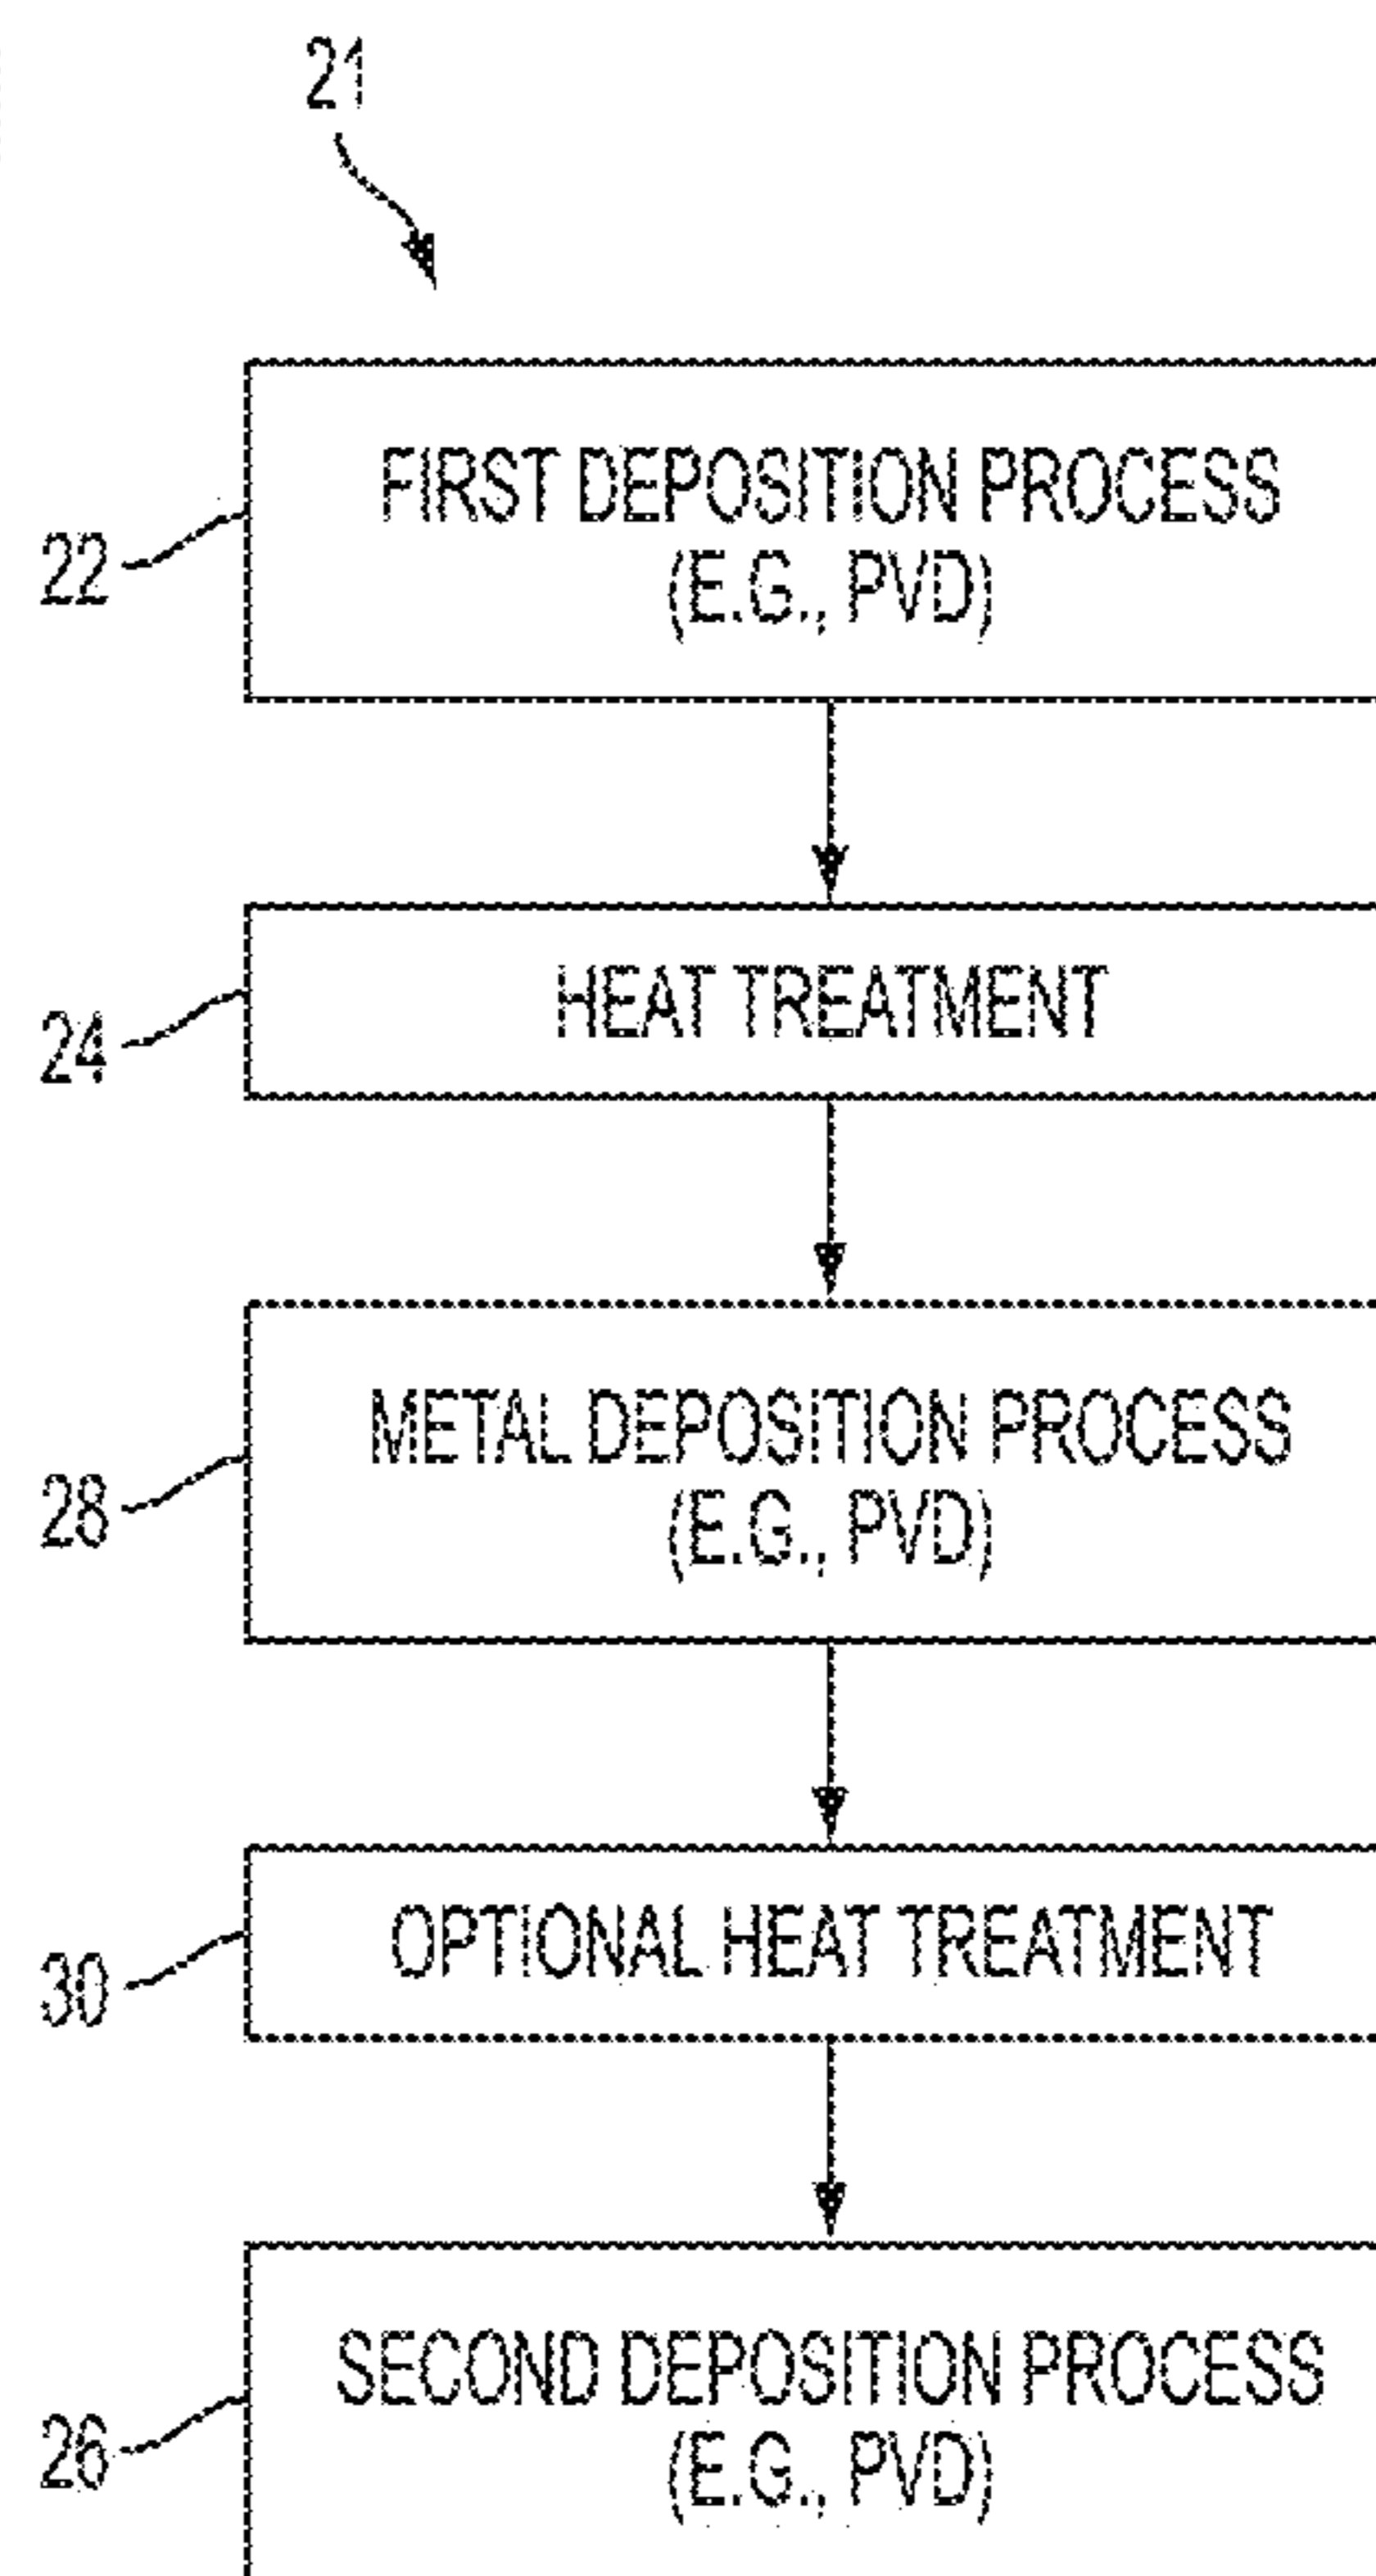 21
22
FIRST DEPOSITION PROCESS
(E.G., PVD)
24
HEAT TREATMENT
28
METAL DEPOSITION PROCESS
(E.G., PVD)
30
OPTIONAL HEAT TREATMENT
26
SECOND DEPOSITION PROCESS
(E.G., PVD)